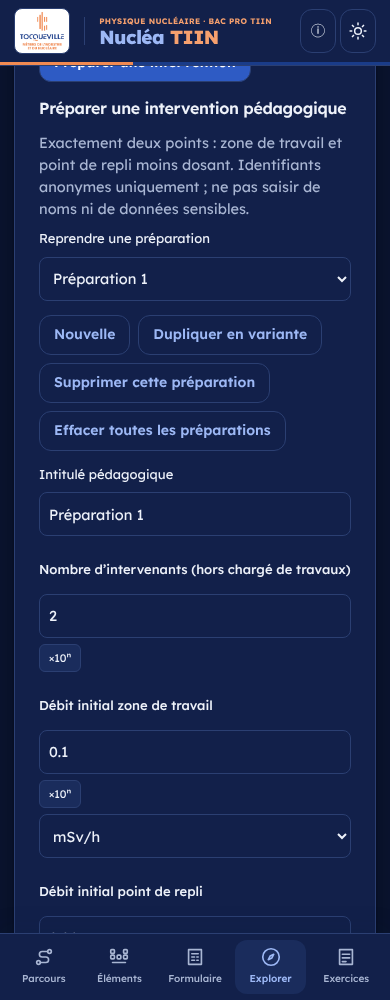 TOCQUEVILLE
PHYSIQUE NUCLÉAIRE · BAC PRO TIIN
Nucléa TIIN
Préparer une intervention
Préparer une intervention pédagogique
Exactement deux points : zone de travail et
point de repli moins dosant. Identifiants
anonymes uniquement ; ne pas saisir de
noms ni de données sensibles.
Reprendre une préparation
Préparation 1
Nouvelle
Dupliquer en variante
Supprimer cette préparation
Effacer toutes les préparations
Intitulé pédagogique
Préparation 1
Nombre d’intervenants (hors chargé de travaux)
2
×10ⁿ
Débit initial zone de travail
0.1
×10ⁿ
mSv/h
Débit initial point de repli
Parcours
Éléments
Formulaire
Explorer
Exercices